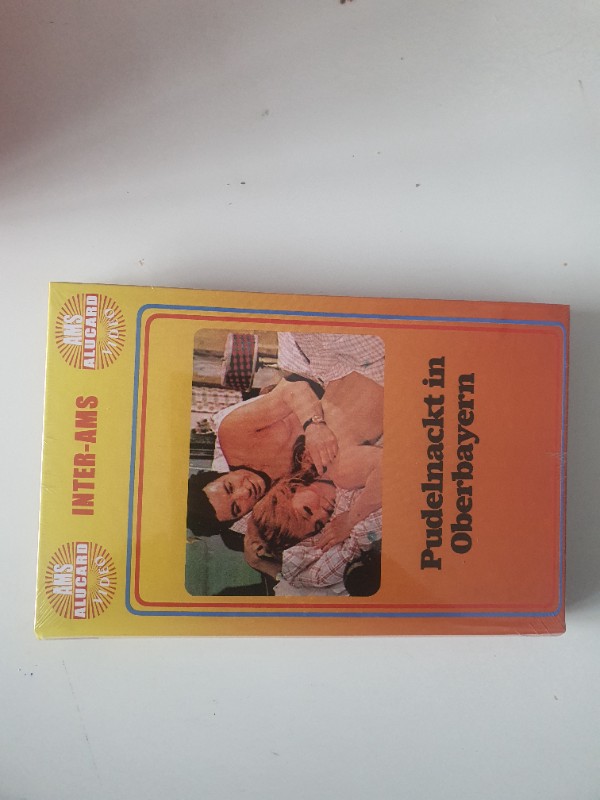 AMS
ALUCARD
VIDEO
INTER-AMS
AMS
ALUCARD
VIDEO
Pudelnackt in
Oberbayern